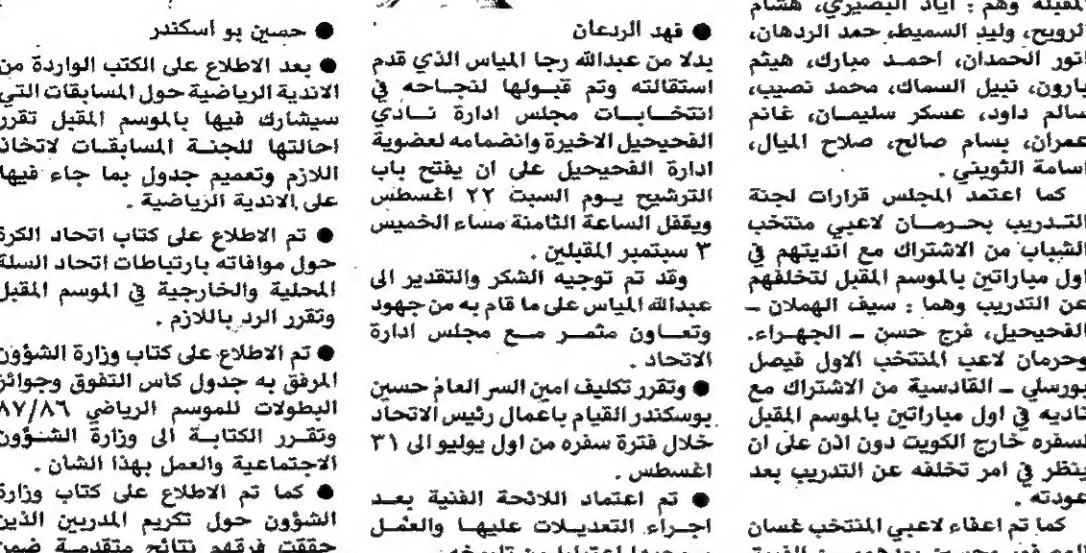 المقبلة وهم : اياد البصيري، هشام
الرويح، وليد السميط، حمد الردهان،
انور الحمدان، احمد مبارك، هيثم
بارون، نبيل السماك، محمد نصيب،
سالم داود، عسكر سليمان، غانم
عمران، بسام صالح، صلاح الميال،
اسامة الثويني .
كما اعتمد المجلس قرارات لجنة
التدريب بحرمان لاعبي منتخب
الشباب من الاشتراك مع انديتهم في
اول مباراتين بالموسم المقبل لتخلفهم
عن التدريب وهما : سيف الهملان ـ
الفحيحيل، فرج حسن ـ الجهراء.
وحرمان لاعب المنتخب الاول فيصل
بورسلي ـ القادسية من الاشتراك مع
ناديه في اول مباراتين بالموسم المقبل
لسفره خارج الكويت دون اذن على ان
ينظر في امر تخلفه عن التدريب بعد
عودته .
كما تم اعفاء لاعبي المنتخب غسان
● فهد الردعان
بدلا من عبدالله رجا المياس الذي قدم
استقالته وتم قبولها لنجاحه في
انتخابات مجلس ادارة نادي
الفحيحيل الاخيرة وانضمامه لعضوية
ادارة الفحيحيل على ان يفتح باب
الترشيح يوم السبت ٢٢ اغسطس
ويقفل الساعة الثامنة مساء الخميس
٣ سبتمبر المقبلين .
وقد تم توجيه الشكر والتقدير الى
عبدالله المياس على ما قام به من جهود
وتعاون مثمر مع مجلس ادارة
الاتحاد .
● وتقرر تكليف امين السر العام حسين
بوسكندر القيام باعمال رئيس الاتحاد
خلال فترة سفره من اول يوليو الى ٣١
اغسطس .
● تم اعتماد اللائحة الفنية بعد
اجراء التعديلات عليها والعمل
● حسين بو اسكندر
● بعد الاطلاع على الكتب الواردة من
الاندية الرياضية حول المسابقات التي
سيشارك فيها بالموسم المقبل تقرر
احالتها للجنة المسابقات لاتخاذ
اللازم وتعميم جدول بما جاء فيها
على الاندية الرياضية .
● تم الاطلاع على كتاب اتحاد الكرة
حول موافاته بارتباطات اتحاد السلة
المحلية والخارجية في الموسم المقبل
وتقرر الرد باللازم .
● تم الاطلاع على كتاب وزارة الشؤون
المرفق به جدول كاس التفوق وجوائز
البطولات للموسم الرياضي ٨٧/٨٦
وتقرر الكتابة الى وزارة الشؤون
الاجتماعية والعمل بهذا الشان .
● كما تم الاطلاع على كتاب وزارة
الشؤون حول تكريم المدربين الذين
حققت فرقهم نتائج متقدمة ضمن